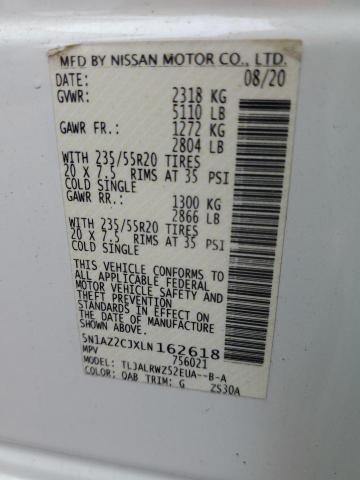 MFD BY NISSAN MOTOR CO., LTD.
DATE: 08/20
GVWR: 2318 KG
5110 LB
GAWR FR.: 1272 KG
2804 LB
WITH 235/55R20 TIRES
20 X 7.5 RIMS AT 35 PSI
COLD SINGLE
GAWR RR.: 1300 KG
2866 LB
WITH 235/55R20 TIRES
20 X 7.5 RIMS AT 35 PSI
COLD SINGLE
THIS VEHICLE CONFORMS TO
ALL APPLICABLE FEDERAL
MOTOR VEHICLE SAFETY AND
THEFT PREVENTION
STANDARDS IN EFFECT ON
THE DATE OF MANUFACTURE
SHOWN ABOVE.
5N1AZ2CJXLN162618
MPV 756021
MODEL: TLJALRWZ52EUA--B-A
COLOR: QAB TRIM: G ZS30A